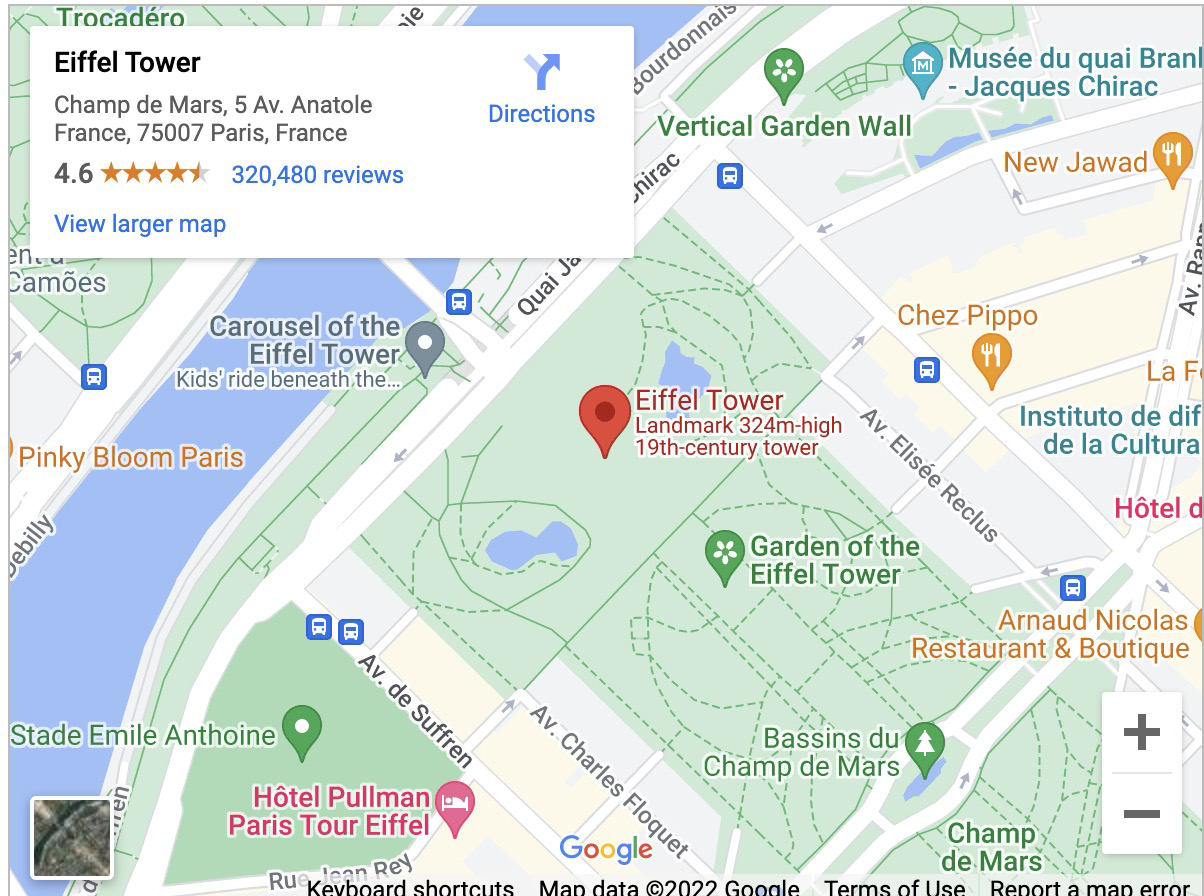 Trocadéro
Eiffel Tower
Champ de Mars, 5 Av. Anatole
France, 75007 Paris, France
4.6
320,480 reviews
View larger map
Directions
Bourdonnais
Musée du quai Branl
- Jacques Chirac
Vertical Garden Wall
New Jawad
Chirac
Quai Ja
Camões
Carousel of the
Eiffel Tower
Kids' ride beneath the...
Chez Pippo
Av. Rapp
La Fo
Eiffel Tower
Landmark 324m-high
19th-century tower
Instituto de dif
de la Cultura
Av. Elisée Reclus
Pinky Bloom Paris
Debilly
Hôtel d
Garden of the
Eiffel Tower
Arnaud Nicolas
Restaurant & Boutique
Av. de Suffren
Stade Emile Anthoine
Av. Charles Floquet
Bassins du
Champ de Mars
Hôtel Pullman
Paris Tour Eiffel
Champ
de Mars
Google
Rue Jean Rey
Keyboard shortcuts
Map data ©2022 Google
Terms of Use
Report a map error